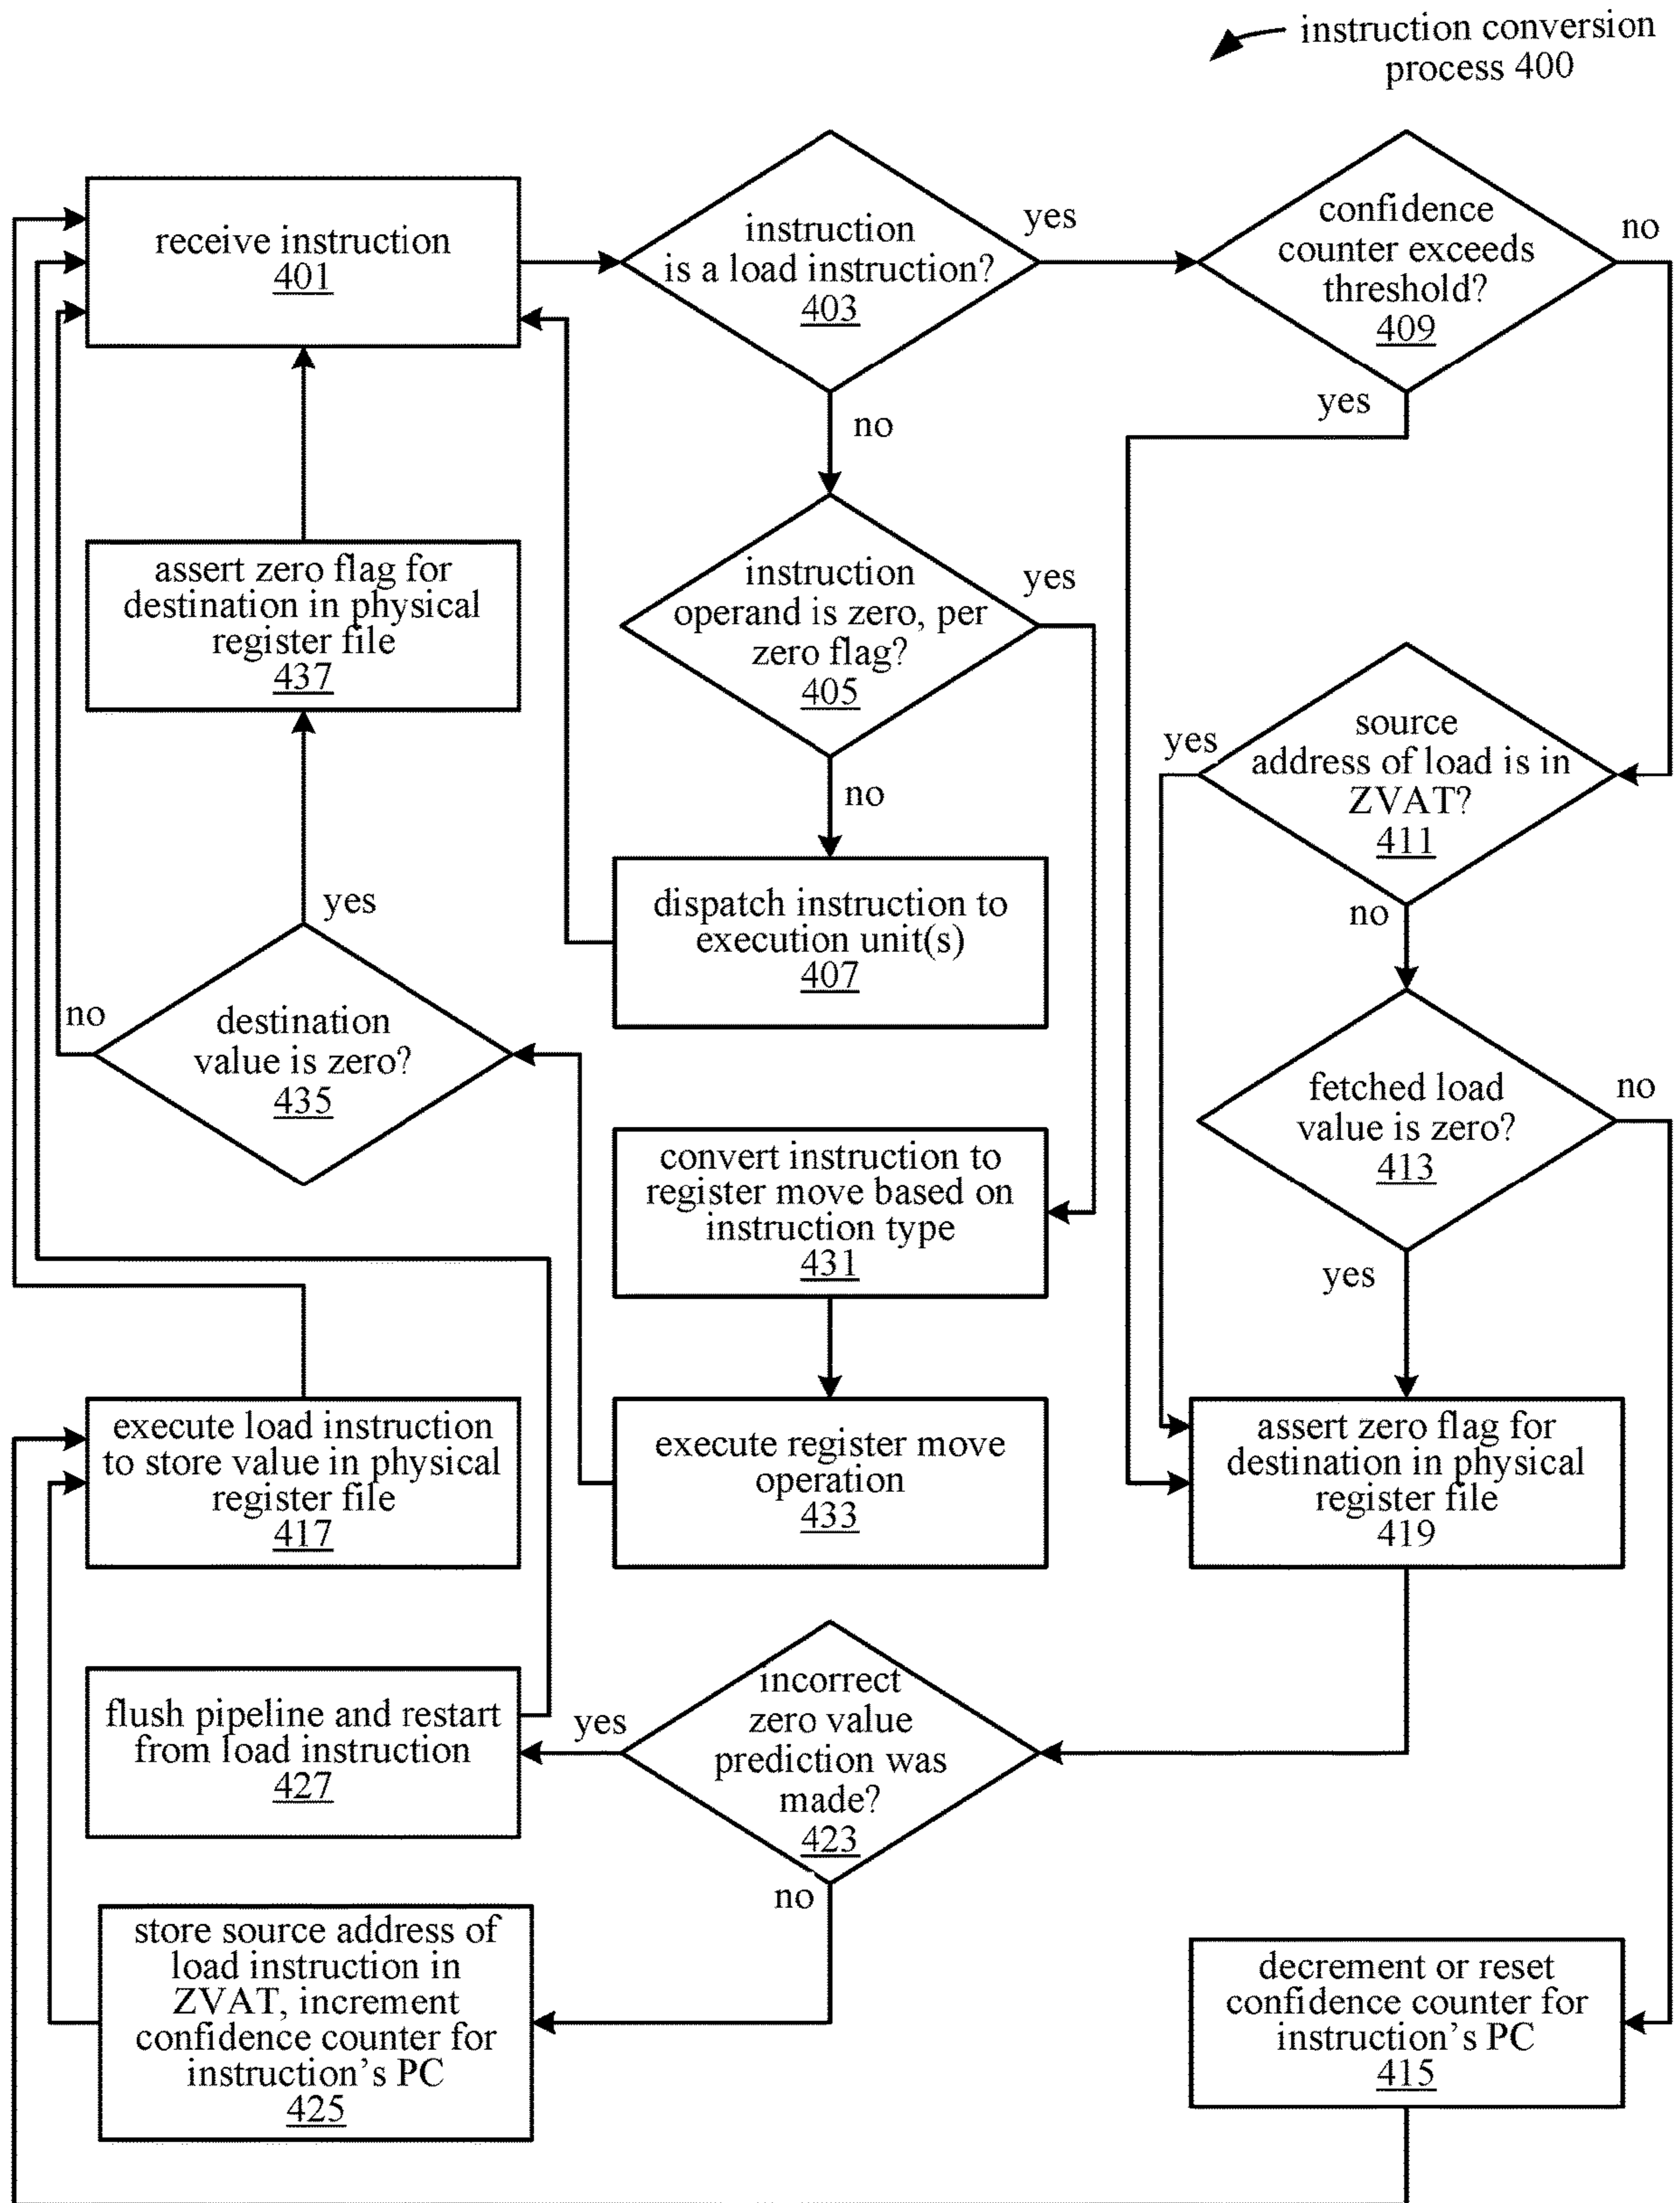 instruction conversion
process 400
receive instruction
401
instruction
is a load instruction?
403
yes
no
confidence
counter exceeds
threshold?
409
no
yes
assert zero flag for
destination in physical
register file
437
instruction
operand is zero, per
zero flag?
405
yes
no
source
address of load is in
ZVAT?
411
yes
no
dispatch instruction to
execution unit(s)
407
destination
value is zero?
435
yes
no
fetched load
value is zero?
413
no
yes
convert instruction to
register move based on
instruction type
431
execute load instruction
to store value in physical
register file
417
execute register move
operation
433
assert zero flag for
destination in physical
register file
419
flush pipeline and restart
from load instruction
427
incorrect
zero value
prediction was
made?
423
yes
no
store source address of
load instruction in
ZVAT, increment
confidence counter for
instruction's PC
425
decrement or reset
confidence counter for
instruction's PC
415